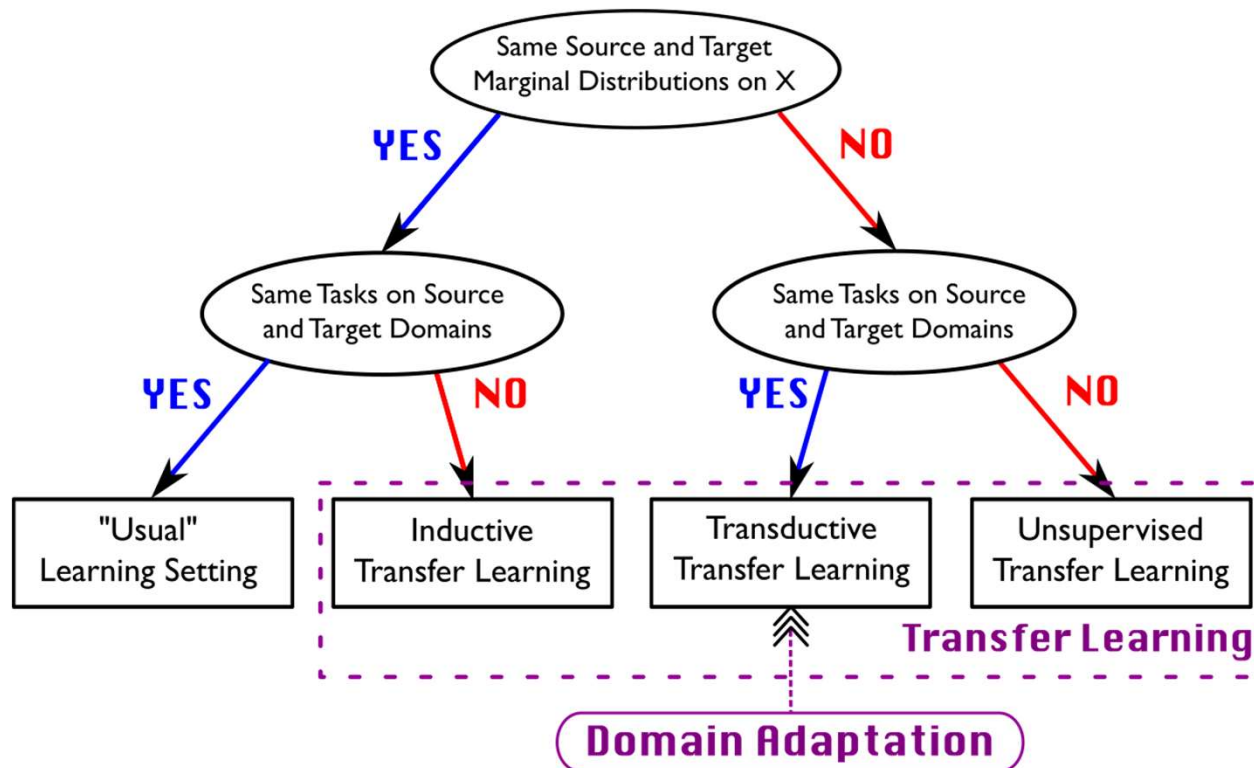 Same Source and Target
Marginal Distributions on X
YES
NO
Same Tasks on Source
and Target Domains
Same Tasks on Source
and Target Domains
YES
NO
YES
NO
"Usual"
Learning Setting
Inductive
Transfer Learning
Transductive
Transfer Learning
Unsupervised
Transfer Learning
Transfer Learning
Domain Adaptation